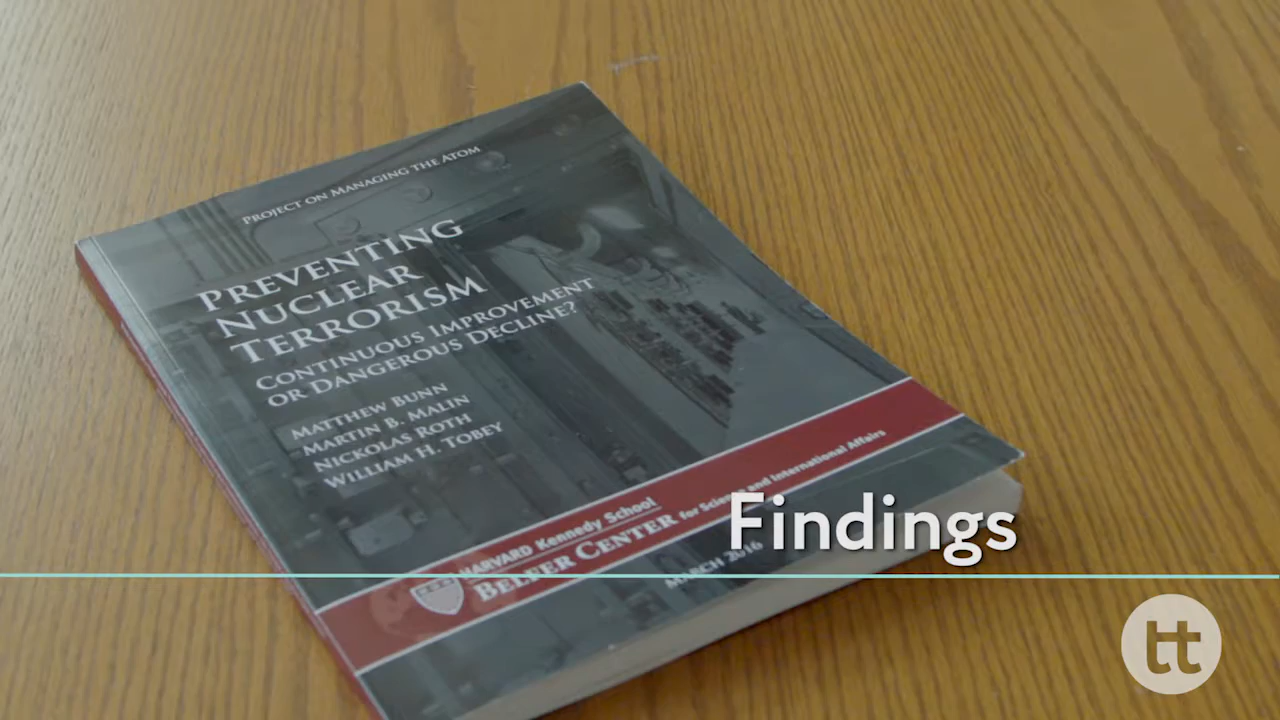 PROJECT ON MANAGING THE ATOM
PREVENTING
NUCLEAR
TERRORISM
CONTINUOUS IMPROVEMENT
OR DANGEROUS DECLINE?
MATTHEW BUNN
MARTIN B. MALIN
NICKOLAS ROTH
WILLIAM H. TOBEY
HARVARD Kennedy School
BELFER CENTER for Science and International Affairs
MARCH 2016
Findings
tt